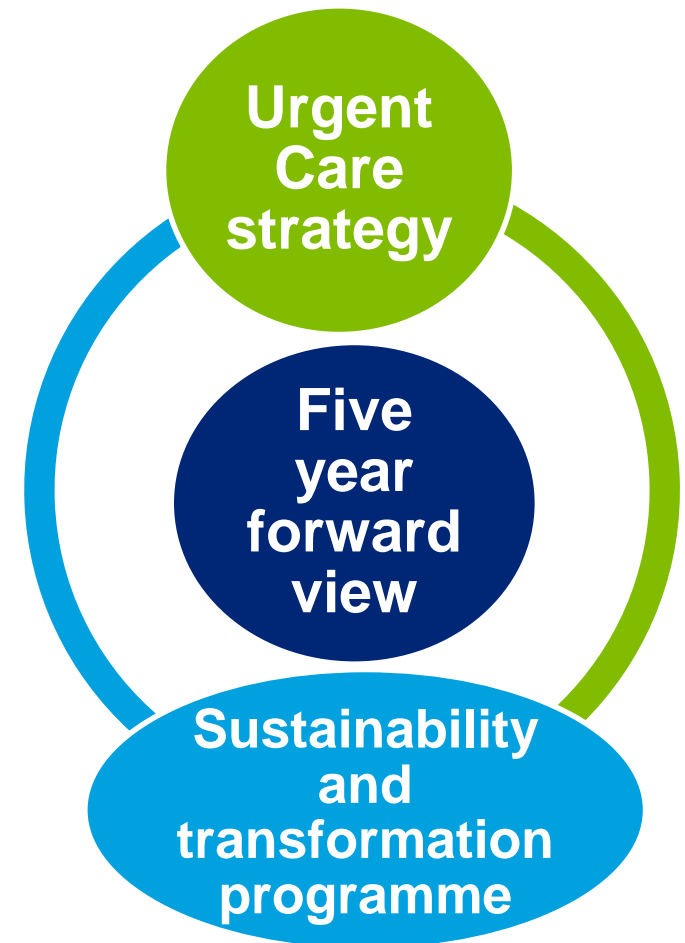 Urgent
Care
strategy
Five
year
forward
view
Sustainability
and
transformation
programme